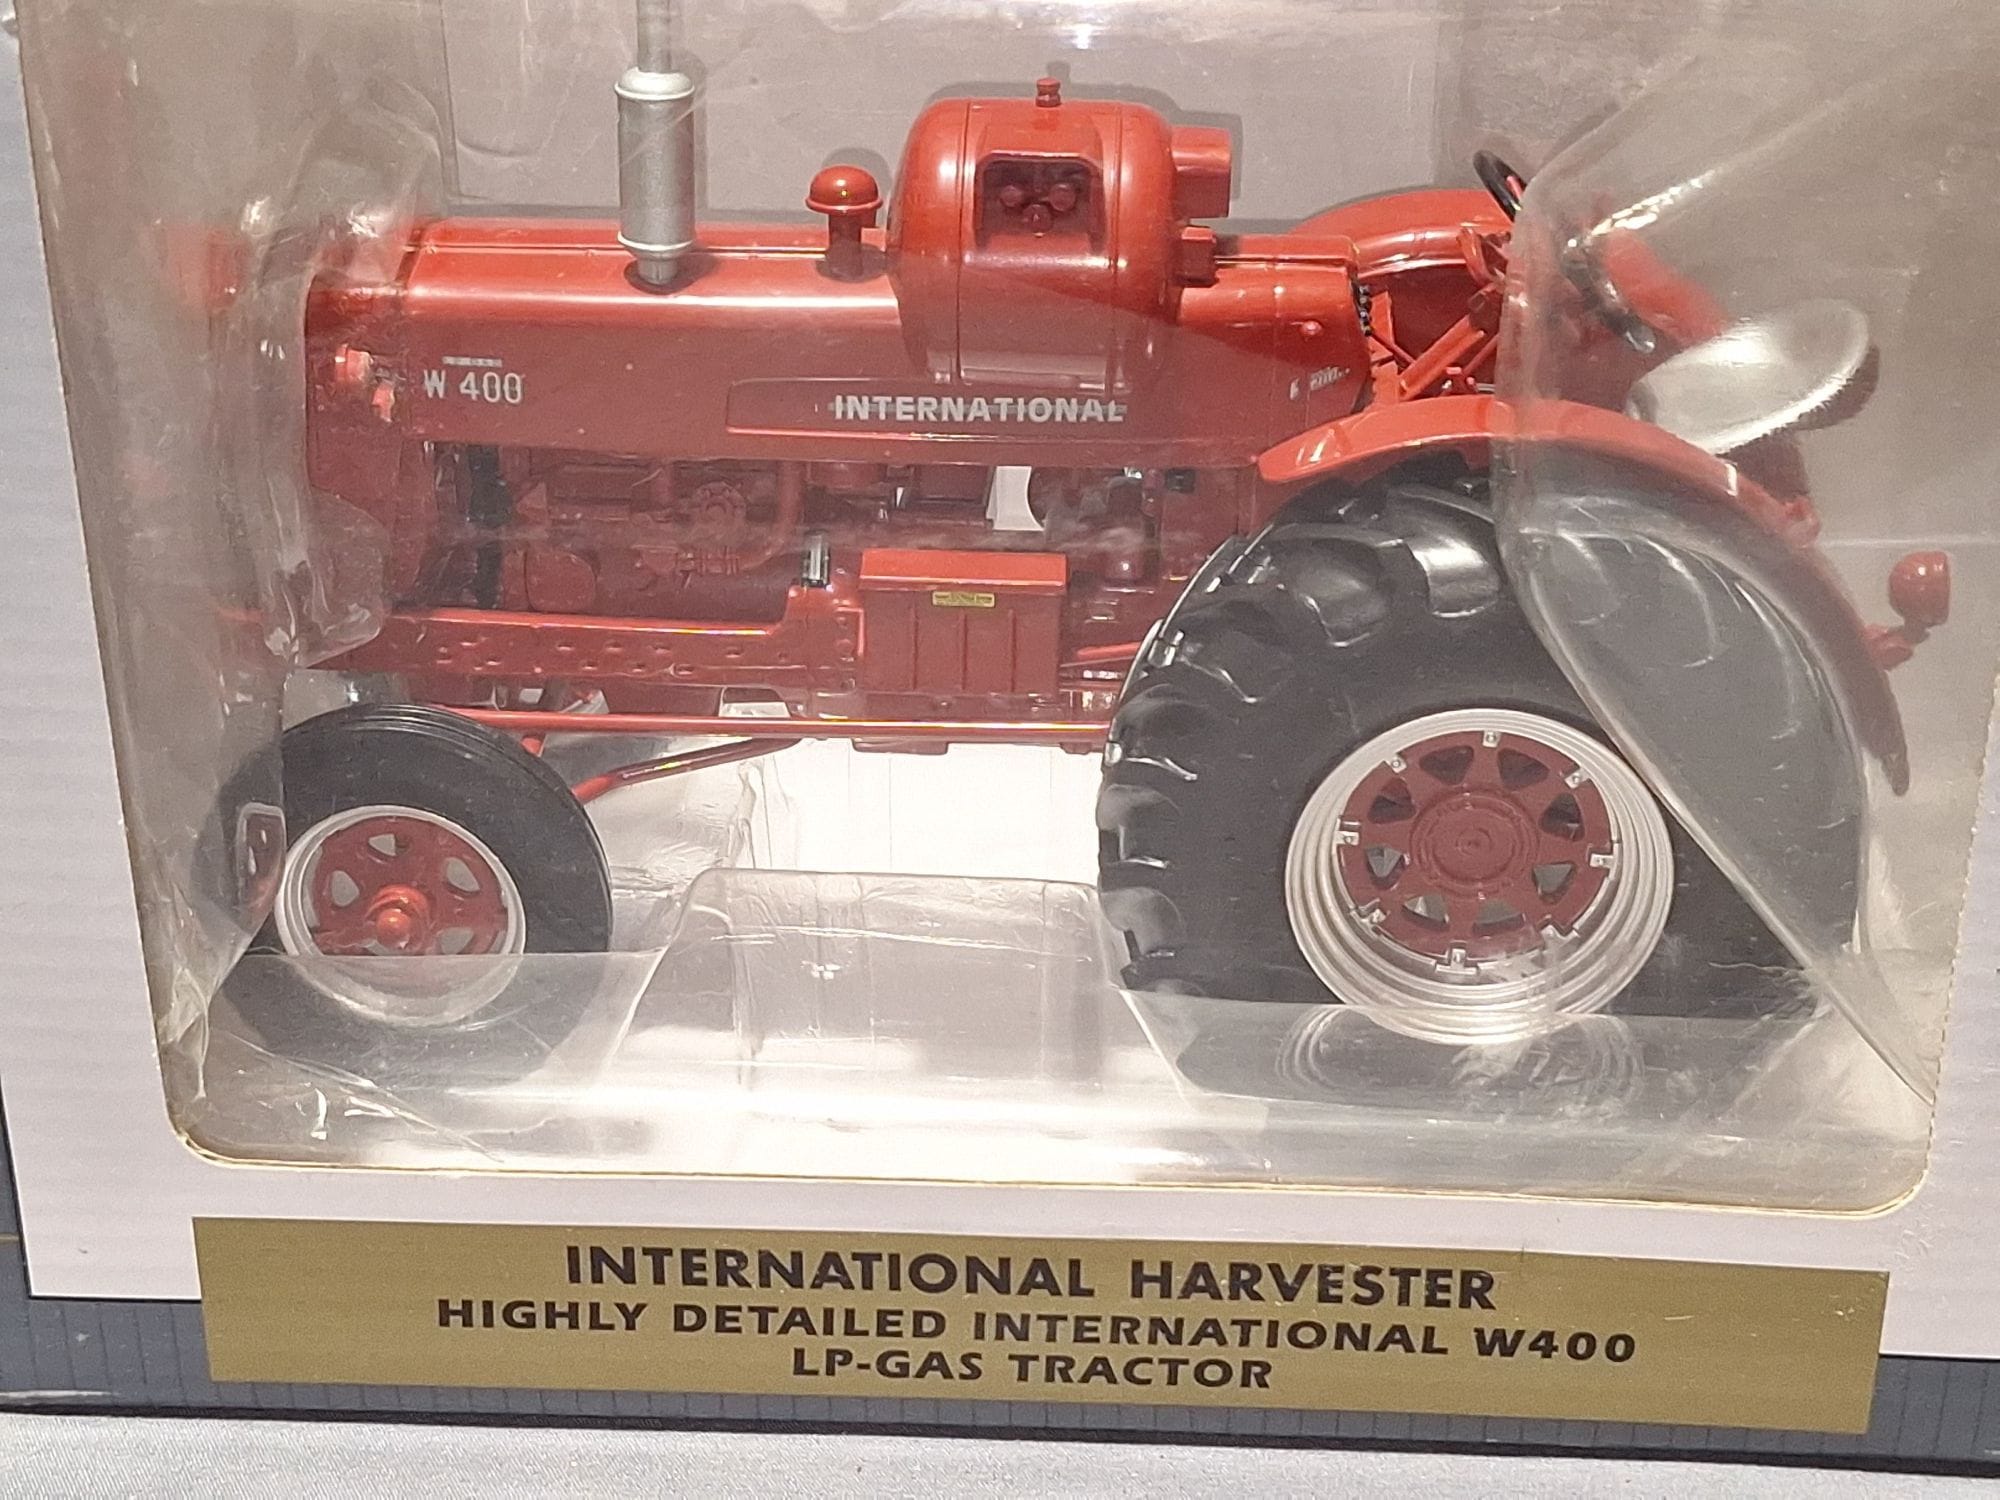 W 400
INTERNATIONAL
INTERNATIONAL HARVESTER
HIGHLY DETAILED INTERNATIONAL W400
LP-GAS TRACTOR